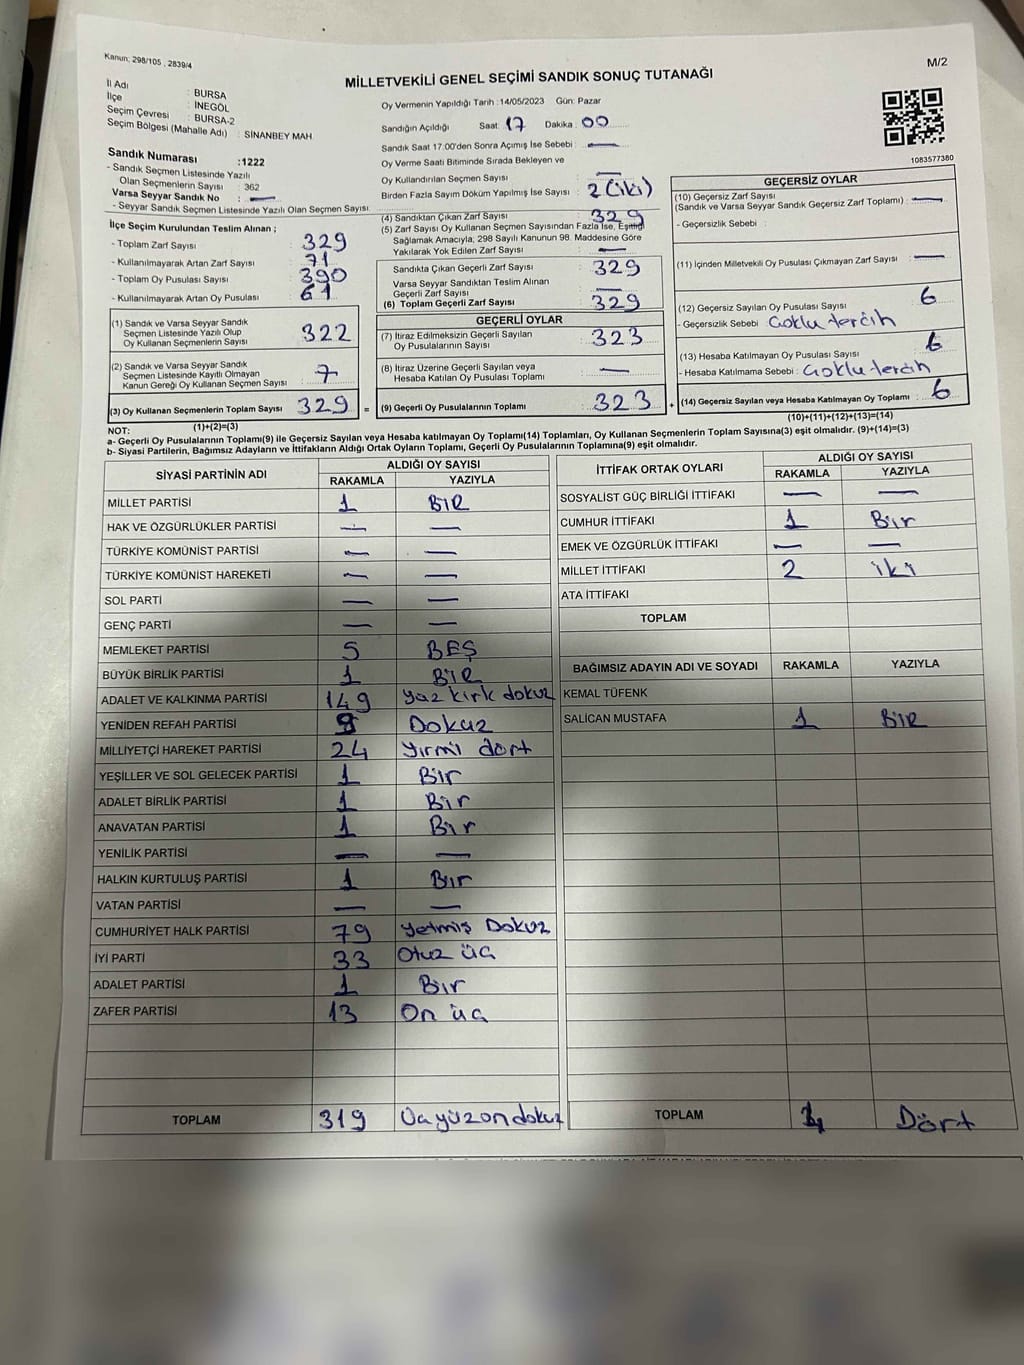 Kanun; 298/105 , 2839/4
M/2
MİLLETVEKİLİ GENEL SEÇİMİ SANDIK SONUÇ TUTANAĞI
İl Adı : BURSA
İlçe : İNEGÖL
Seçim Çevresi : BURSA-2
Seçim Bölgesi (Mahalle Adı) : SİNANBEY MAH
Sandık Numarası :1222
- Sandık Seçmen Listesinde Yazılı
Olan Seçmenlerin Sayısı : 362
Varsa Seyyar Sandık No : —
- Seyyar Sandık Seçmen Listesinde Yazılı Olan Seçmen Sayısı
Oy Vermenin Yapıldığı Tarih :14/05/2023 Gün: Pazar
Sandığın Açıldığı Saat: 17 Dakika : 00
Sandık Saat 17:00'den Sonra Açımış İse Sebebi : —
Oy Verme Saati Bitiminde Sırada Bekleyen ve
Oy Kullandırılan Seçmen Sayısı : —
Birden Fazla Sayım Döküm Yapılmış İse Sayısı : 2 (iki)
1083577380
İlçe Seçim Kurulundan Teslim Alınan ;
- Toplam Zarf Sayısı : 329
- Kullanılmayarak Artan Zarf Sayısı : 71
- Toplam Oy Pusulası Sayısı : 390
- Kullanılmayarak Artan Oy Pusulası : 61
(1) Sandık ve Varsa Seyyar Sandık
Seçmen Listesinde Yazılı Olup
Oy Kullanan Seçmenlerin Sayısı : 322
(2) Sandık ve Varsa Seyyar Sandık
Seçmen Listesinde Kayıtlı Olmayan
Kanun Gereği Oy Kullanan Seçmen Sayısı : 7
(3) Oy Kullanan Seçmenlerin Toplam Sayısı 329 =
(1)+(2)=(3)
(4) Sandıktan Çıkan Zarf Sayısı : 329
(5) Zarf Sayısı Oy Kullanan Seçmen Sayısından Fazla İse, Eşitliği
Sağlamak Amacıyla, 298 Sayılı Kanunun 98. Maddesine Göre
Yakılarak Yok Edilen Zarf Sayısı : —
Sandıkta Çıkan Geçerli Zarf Sayısı : 329
Varsa Seyyar Sandıktan Teslim Alınan
Geçerli Zarf Sayısı : —
(6) Toplam Geçerli Zarf Sayısı : 329
GEÇERLİ OYLAR
(7) İtiraz Edilmeksizin Geçerli Sayılan
Oy Pusulalarının Sayısı : 323
(8) İtiraz Üzerine Geçerli Sayılan veya
Hesaba Katılan Oy Pusulası Toplamı : —
(9) Geçerli Oy Pusulalarının Toplamı : 323 +
GEÇERSİZ OYLAR
(10) Geçersiz Zarf Sayısı
(Sandık ve Varsa Seyyar Sandık Geçersiz Zarf Toplamı) : —
- Geçersizlik Sebebi :
(11) İçinden Milletvekili Oy Pusulası Çıkmayan Zarf Sayısı : —
(12) Geçersiz Sayılan Oy Pusulası Sayısı : 6
- Geçersizlik Sebebi : Çoklu tercih
(13) Hesaba Katılmayan Oy Pusulası Sayısı : 6
- Hesaba Katılmama Sebebi : Çoklu tercih
(14) Geçersiz Sayılan veya Hesaba Katılmayan Oy Toplamı : 6
(10)+(11)+(12)+(13)=(14)
NOT:
a- Geçerli Oy Pusulalarının Toplamı(9) ile Geçersiz Sayılan veya Hesaba katılmayan Oy Toplamı(14) Toplamları, Oy Kullanan Seçmenlerin Toplam Sayısına(3) eşit olmalıdır. (9)+(14)=(3)
b- Siyasi Partilerin, Bağımsız Adayların ve İttifakların Aldığı Ortak Oyların Toplamı, Geçerli Oy Pusulalarının Toplamına(9) eşit olmalıdır.
SİYASİ PARTİNİN ADI ALDIĞI OY SAYISI
RAKAMLA YAZIYLA
MİLLET PARTİSİ 1 BİR
HAK VE ÖZGÜRLÜKLER PARTİSİ — —
TÜRKİYE KOMÜNİST PARTİSİ — —
TÜRKİYE KOMÜNİST HAREKETİ — —
SOL PARTİ — —
GENÇ PARTİ — —
MEMLEKET PARTİSİ 5 BEŞ
BÜYÜK BİRLİK PARTİSİ 1 BİR
ADALET VE KALKINMA PARTİSİ 149 yüz kırk dokuz
YENİDEN REFAH PARTİSİ 9 Dokuz
MİLLİYETÇİ HAREKET PARTİSİ 24 yirmi dört
YEŞİLLER VE SOL GELECEK PARTİSİ 1 Bir
ADALET BİRLİK PARTİSİ 1 Bir
ANAVATAN PARTİSİ 1 Bir
YENİLİK PARTİSİ — —
HALKIN KURTULUŞ PARTİSİ 1 Bir
VATAN PARTİSİ — —
CUMHURİYET HALK PARTİSİ 79 yetmiş Dokuz
İYİ PARTİ 33 Otuz üç
ADALET PARTİSİ 1 Bir
ZAFER PARTİSİ 13 On üç
TOPLAM 319 Üçyüzondokuz
İTTİFAK ORTAK OYLARI ALDIĞI OY SAYISI
RAKAMLA YAZIYLA
SOSYALİST GÜÇ BİRLİĞİ İTTİFAKI — —
CUMHUR İTTİFAKI 1 Bir
EMEK VE ÖZGÜRLÜK İTTİFAKI — —
MİLLET İTTİFAKI 2 iki
ATA İTTİFAKI
TOPLAM
BAĞIMSIZ ADAYIN ADI VE SOYADI RAKAMLA YAZIYLA
KEMAL TÜFENK
SALİCAN MUSTAFA 1 BİR
TOPLAM 4 Dört